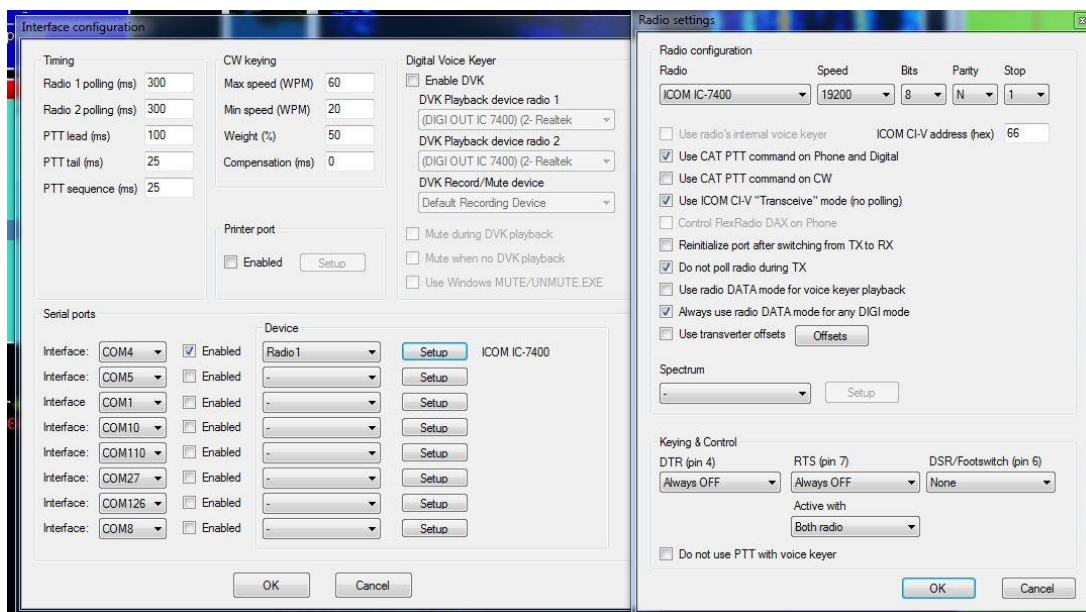 Interface configuration
Timing
Radio 1 polling (ms) 300
Radio 2 polling (ms) 300
PTT lead (ms) 100
PTT tail (ms) 25
PTT sequence (ms) 25
CW keying
Max speed (WPM) 60
Min speed (WPM) 20
Weight (%) 50
Compensation (ms) 0
Printer port
Enabled Setup
Digital Voice Keyer
Enable DVK
DVK Playback device radio 1
(DIGI OUT IC 7400) (2- Realtek
DVK Playback device radio 2
(DIGI OUT IC 7400) (2- Realtek
DVK Record/Mute device
Default Recording Device
Mute during DVK playback
Mute when no DVK playback
Use Windows MUTE/UNMUTE.EXE
Serial ports
Device
Interface: COM4 Enabled Radio1 Setup ICOM IC-7400
Interface: COM5 Enabled - Setup
Interface COM1 Enabled - Setup
Interface: COM10 Enabled - Setup
Interface: COM110 Enabled - Setup
Interface: COM27 Enabled - Setup
Interface: COM126 Enabled - Setup
Interface: COM8 Enabled - Setup
OK Cancel
Radio settings
Radio configuration
Radio Speed Bits Parity Stop
ICOM IC-7400 19200 8 N 1
Use radio's internal voice keyer ICOM CI-V address (hex) 66
Use CAT PTT command on Phone and Digital
Use CAT PTT command on CW
Use ICOM CI-V "Transceive" mode (no polling)
Control FlexRadio DAX on Phone
Reinitialize port after switching from TX to RX
Do not poll radio during TX
Use radio DATA mode for voice keyer playback
Always use radio DATA mode for any DIGI mode
Use transverter offsets Offsets
Spectrum
- Setup
Keying & Control
DTR (pin 4) RTS (pin 7) DSR/Footswitch (pin 6)
Always OFF Always OFF None
Active with
Both radio
Do not use PTT with voice keyer
OK Cancel